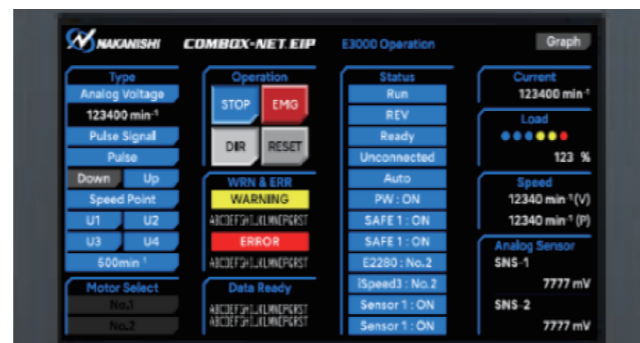 NAKANISHI COMBOX-NET.EIP E3000 Operation Graph
Type
Analog Voltage
123400 min-1
Pulse Signal
Pulse
Down Up
Speed Point
U1 U2
U3 U4
500min-1
Motor Select
No.1
No.2
Operation
STOP EMG
DIR RESET
WRN & ERR
WARNING
ERROR
Data Ready
Status
Run
REV
Ready
Unconnected
Auto
PW : ON
SAFE 1 : ON
SAFE 1 : ON
E2280 : No.2
iSpeed3 : No.2
Sensor 1 : ON
Sensor 1 : ON
Current
123400 min-1
Load
123 %
Speed
12340 min-1 (V)
12340 min-1 (P)
Analog Sensor
SNS-1
7777 mV
SNS-2
7777 mV